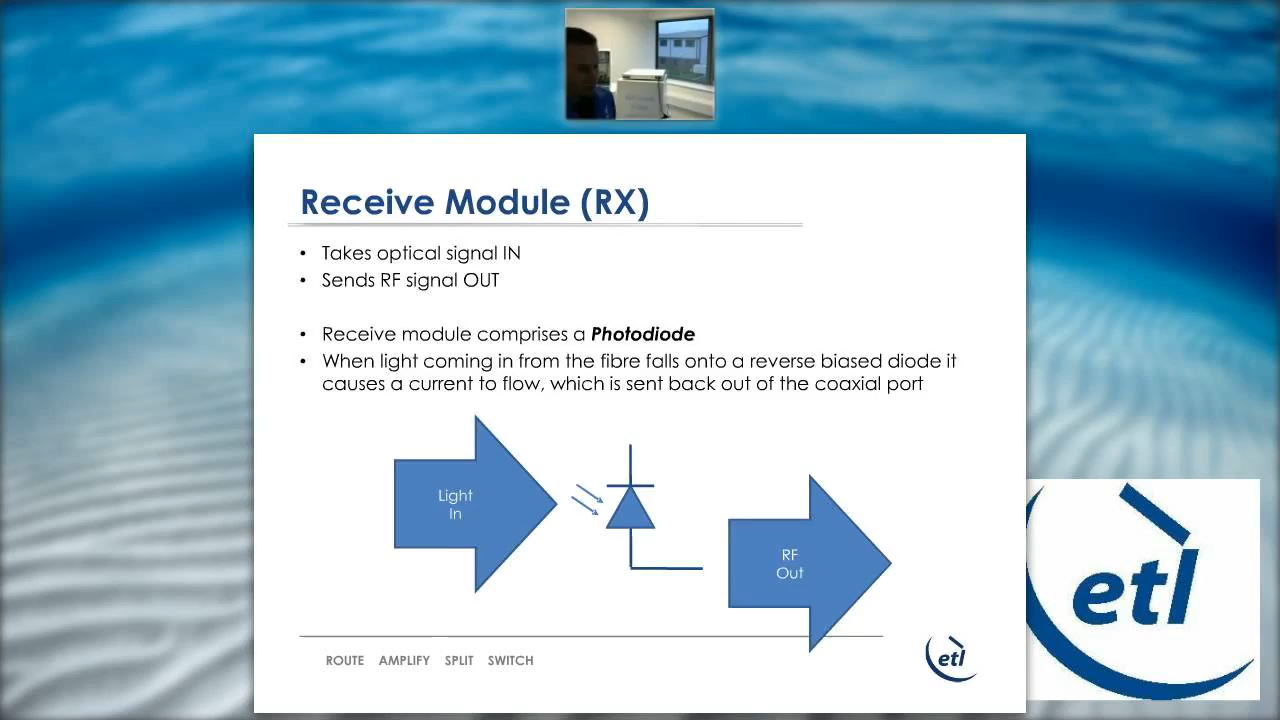 Receive Module (RX)
• Takes optical signal IN
• Sends RF signal OUT
• Receive module comprises a Photodiode
• When light coming in from the fibre falls onto a reverse biased diode it
causes a current to flow, which is sent back out of the coaxial port
Light
In
RF
Out
ROUTE AMPLIFY SPLIT SWITCH
etl
etl